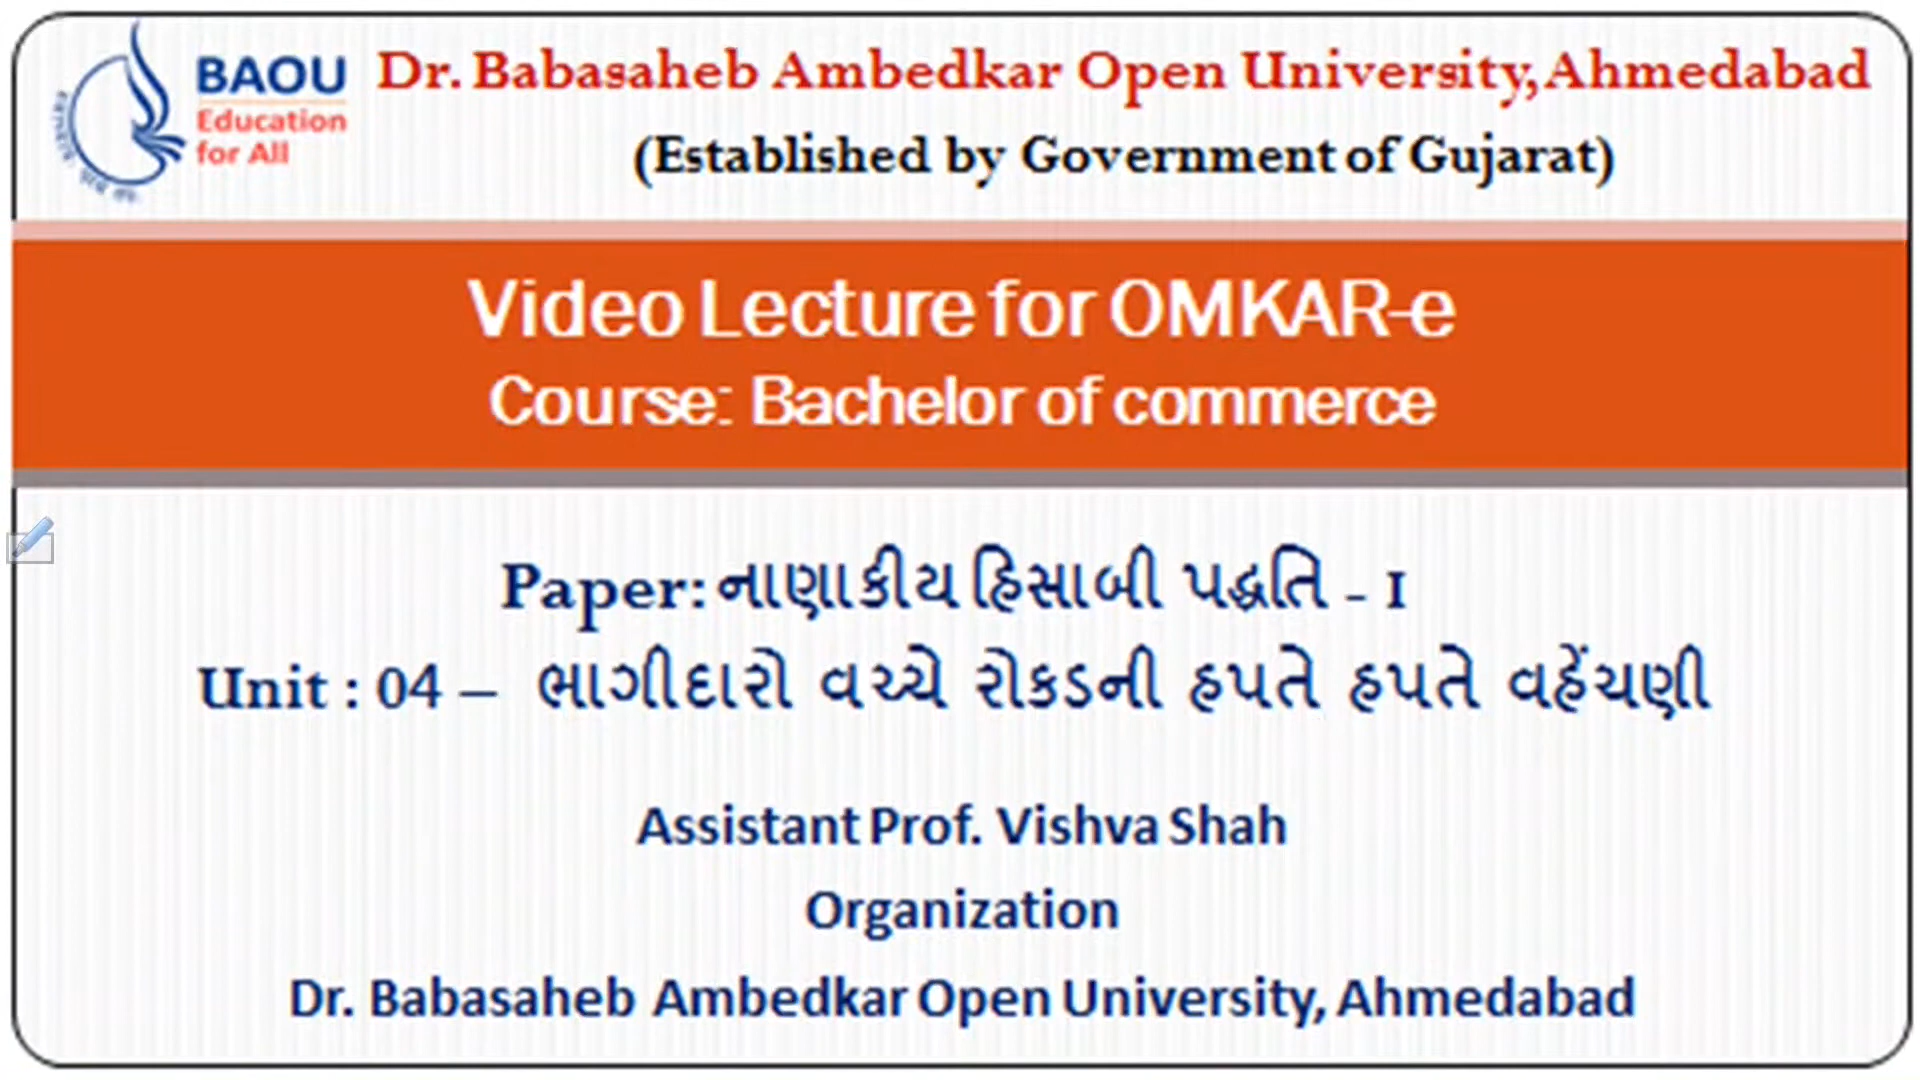 BAOU
Education
for All
Dr. Babasaheb Ambedkar Open University, Ahmedabad
(Established by Government of Gujarat)
Video Lecture for OMKAR-e
Course: Bachelor of commerce
Paper: નાણાકીય હિસાબી પદ્ધતિ - I
Unit : 04 – ભાગીદારો વચ્ચે રોકડની હપતે હપતે વહેંચણી
Assistant Prof. Vishva Shah
Organization
Dr. Babasaheb Ambedkar Open University, Ahmedabad